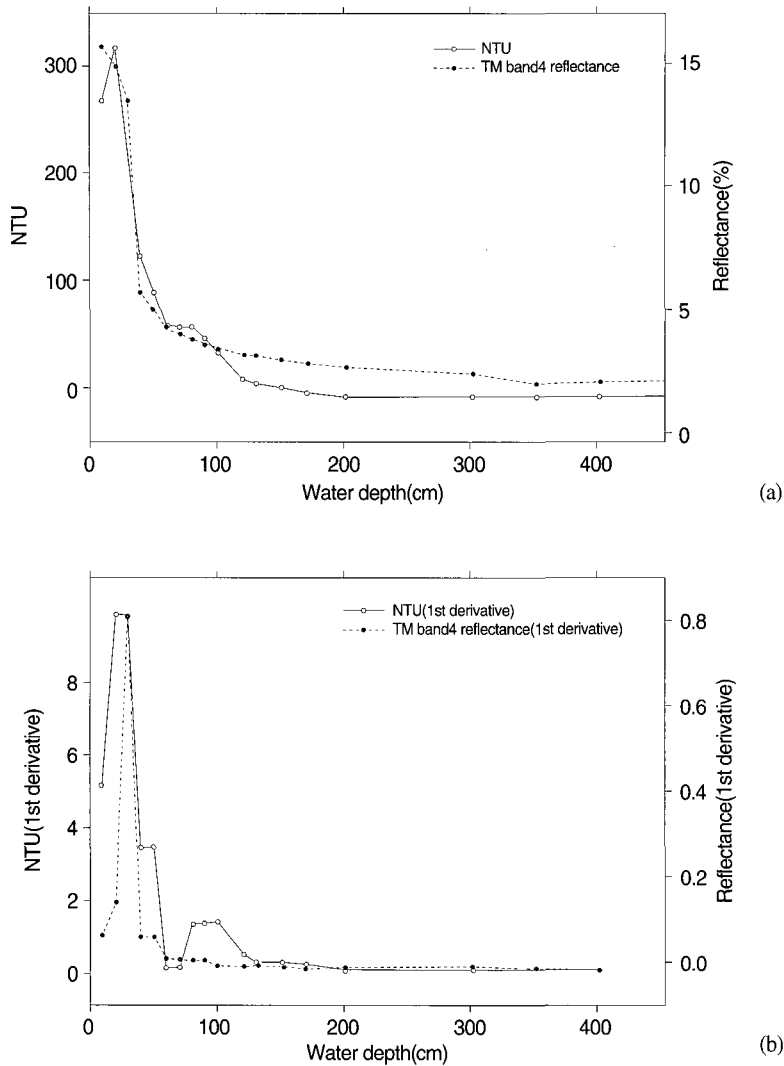 NTU
TM band4 reflectance
300
200
100
0
NTU
15
10
5
0
Reflectance(%)
0
100
200
300
400
Water depth(cm)
(a)
NTU(1st derivative)
TM band4 reflectance(1st derivative)
8
6
4
2
0
NTU(1st derivative)
0.8
0.6
0.4
0.2
0.0
Reflectance(1st derivative)
0
100
200
300
400
Water depth(cm)
(b)